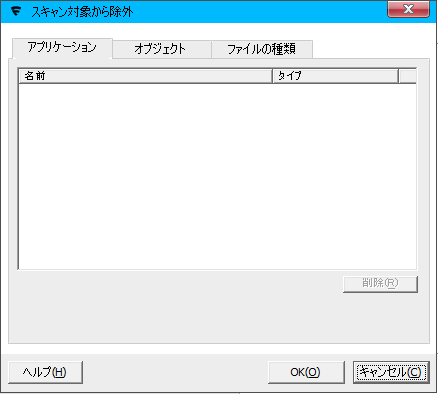 スキャン対象から除外
アプリケーション オブジェクト ファイルの種類
名前 タイプ
削除(R)
ヘルプ(H) OK(O) キャンセル(C)